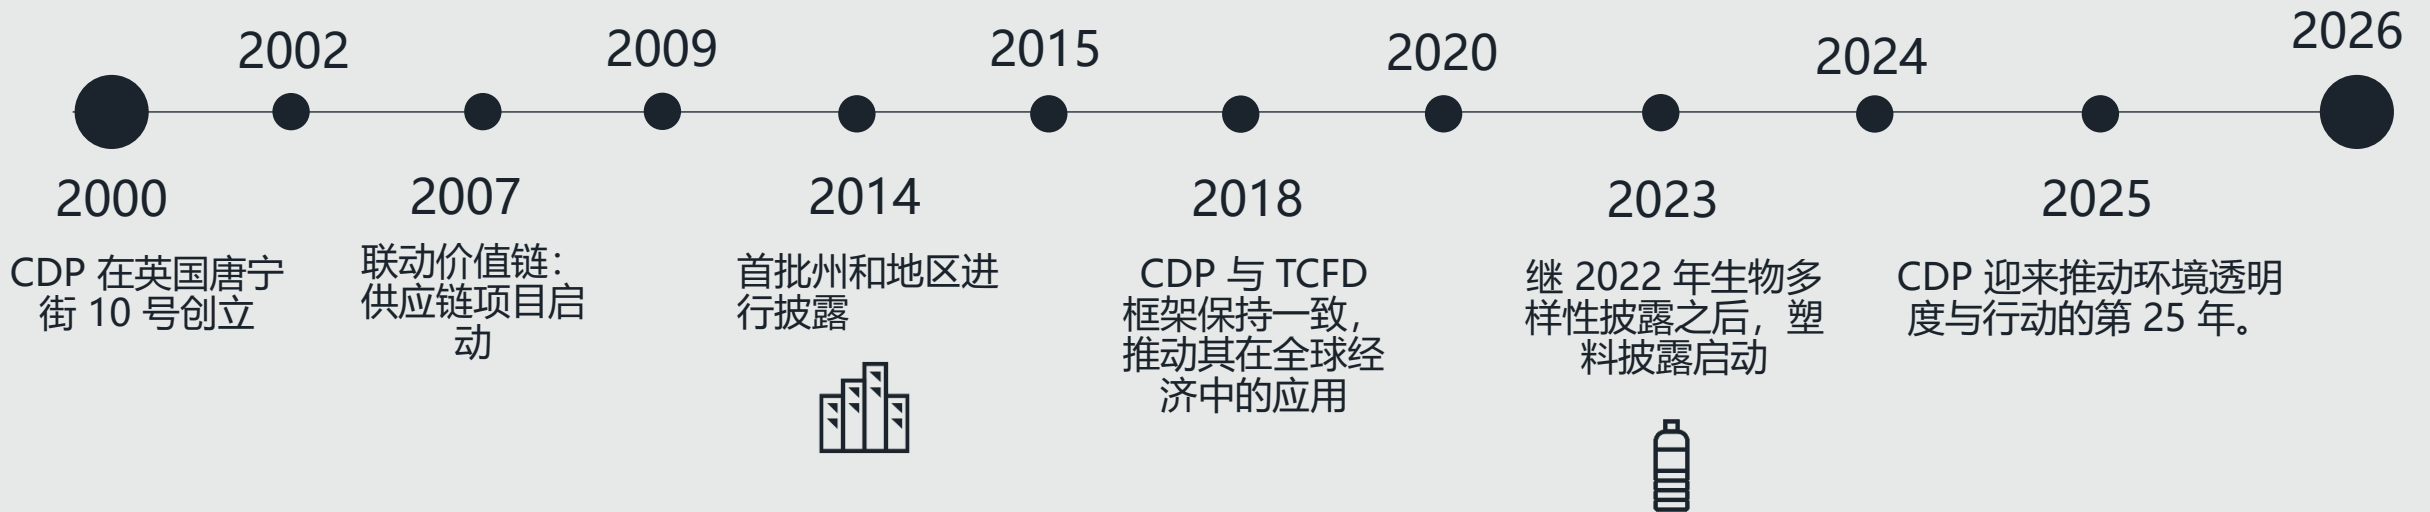 2002
2009
2015
2020
2024
2026
2000
CDP 在英国唐宁
街 10 号创立
2007
联动价值链：
供应链项目启
动
2014
首批州和地区进
行披露
2018
CDP 与 TCFD
框架保持一致，
推动其在全球经
济中的应用
2023
继 2022 年生物多
样性披露之后，塑
料披露启动
2025
CDP 迎来推动环境透明
度与行动的第 25 年。